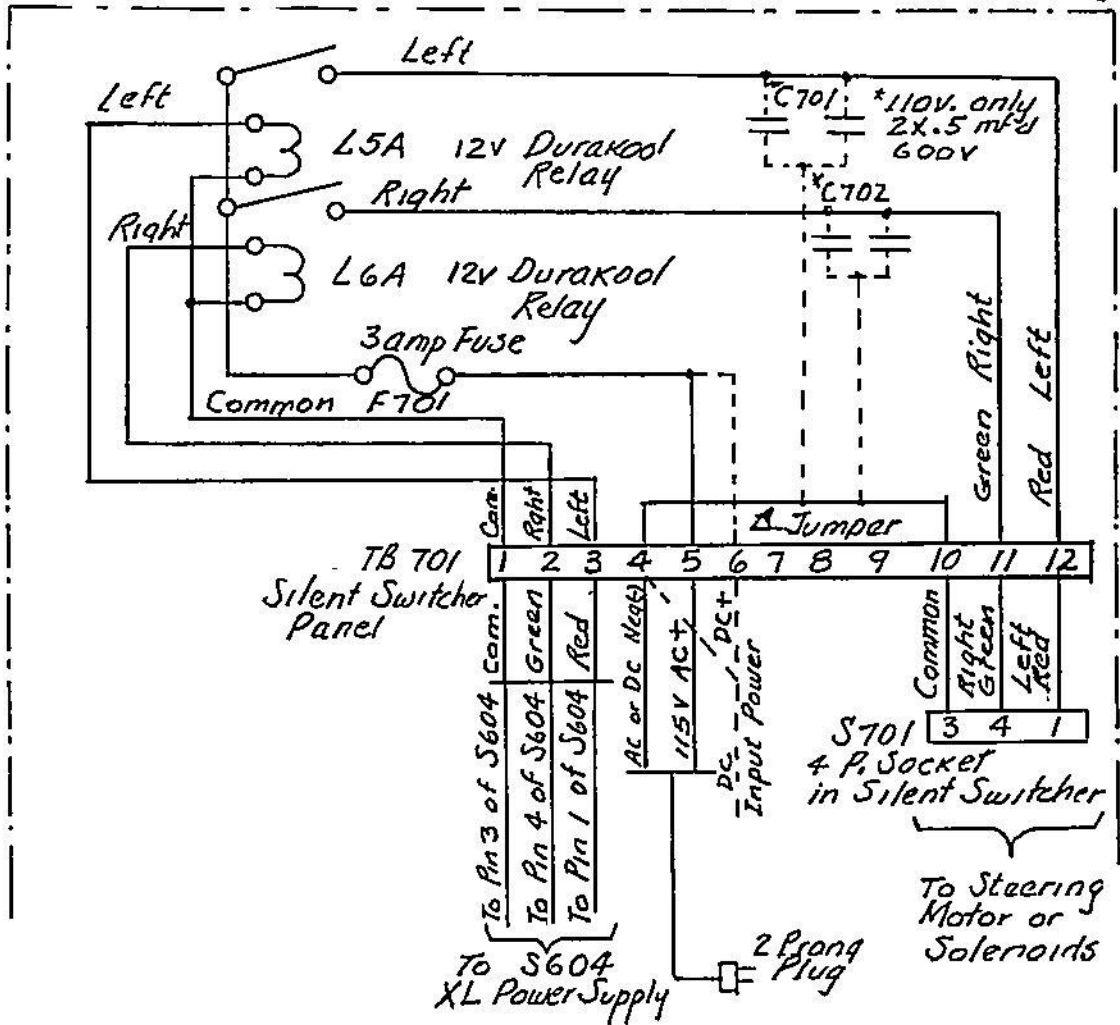 Left
Left
C701
*110V. only
2X.5 mfd
600V
L5A 12V Durakool
Relay
Right
*C702
Right
L6A 12V Durakool
Relay
3amp Fuse
F701
Common
Green Right
Red Left
Com.
Rght
Left
Jumper
TB 701
Silent Switcher
Panel
1 2 3 4 5 6 7 8 9 10 11 12
Com.
Green
Red
AC or DC Neg(-)
115V AC+
DC+
DC
Input Power
Common
Right
Green
Left
Red
S701
3 4 1
4 P. Socket
in Silent Switcher
To Pin 3 of S604
To Pin 4 of S604
To Pin 1 of S604
To Steering
Motor or
Solenoids
To S604
XL Power Supply
2 Prong
Plug